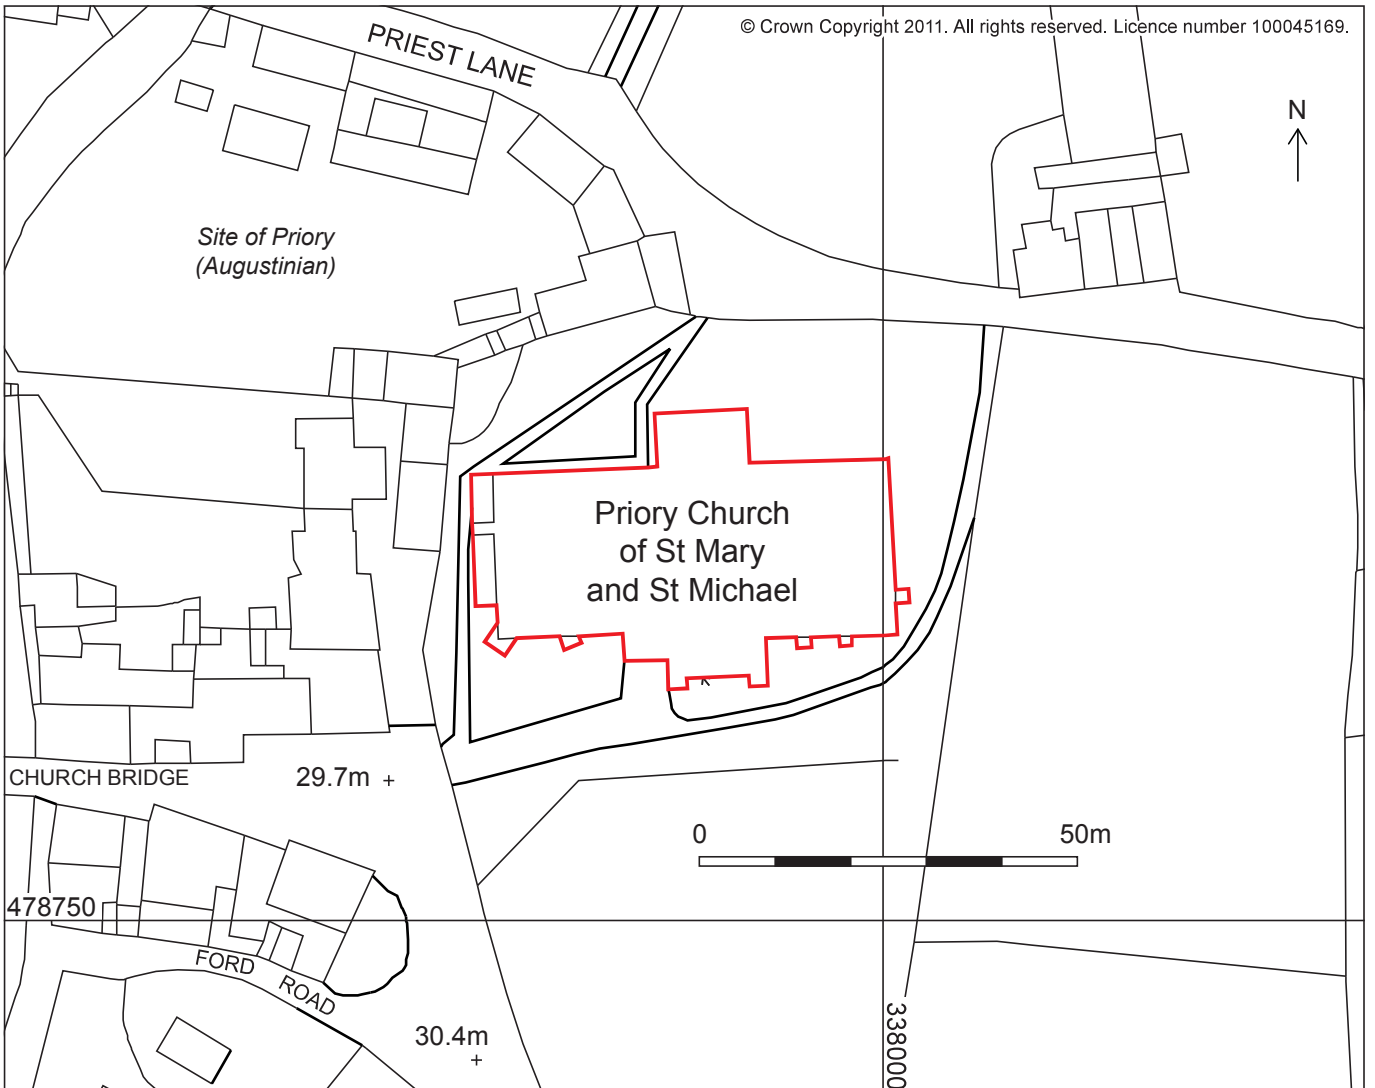 © Crown Copyright 2011. All rights reserved. Licence number 100045169.
PRIEST LANE
N
Site of Priory
(Augustinian)
Priory Church
of St Mary
and St Michael
CHURCH BRIDGE
29.7m
0 50m
478750
FORD ROAD
30.4m
338000